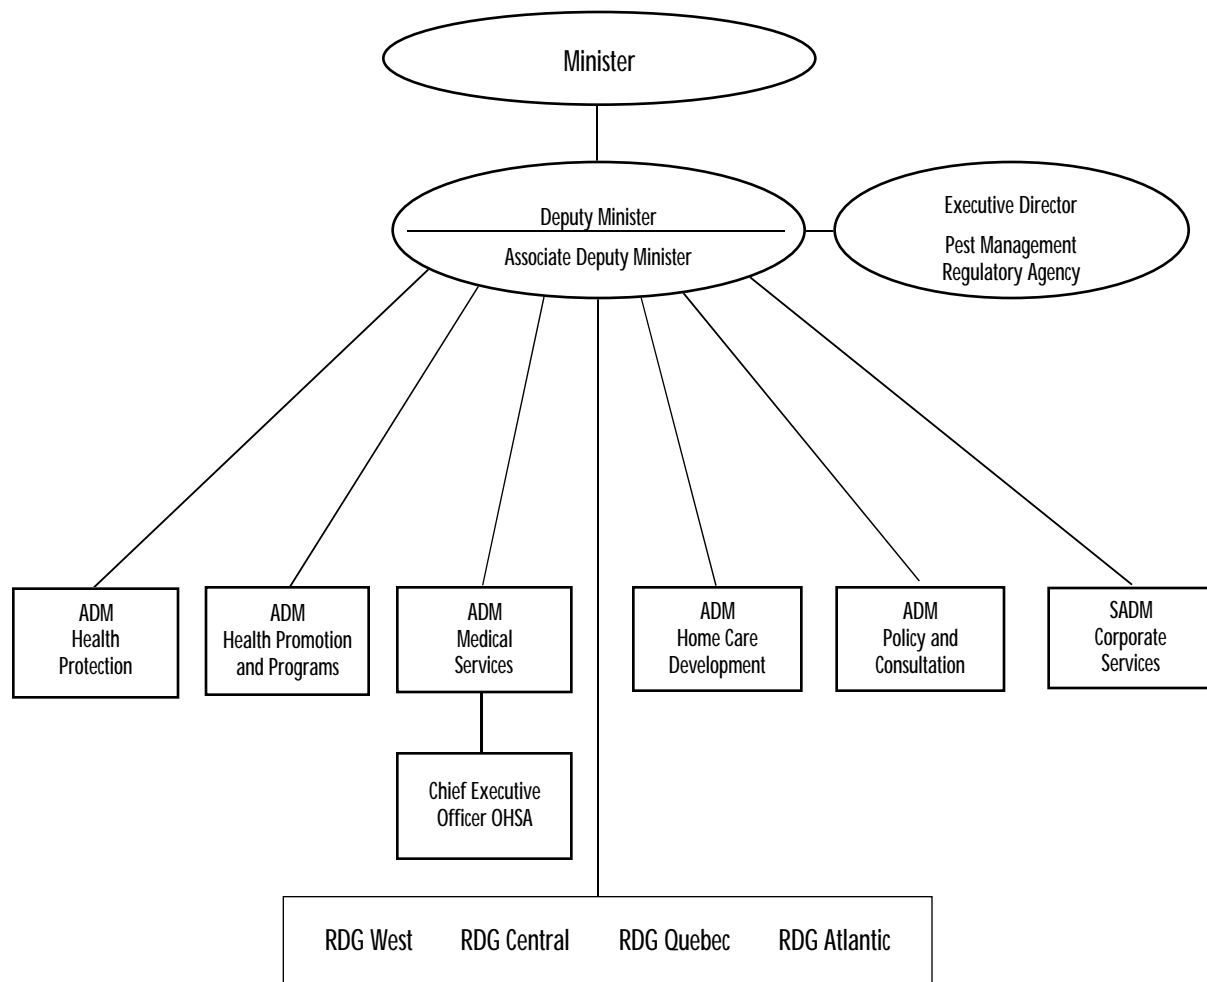 Minister
Deputy Minister
Associate Deputy Minister
Executive Director
Pest Management
Regulatory Agency
ADM
Health
Protection
ADM
Health Promotion
and Programs
ADM
Medical
Services
ADM
Home Care
Development
ADM
Policy and
Consultation
SADM
Corporate
Services
Chief Executive
Officer OHSA
RDG West
RDG Central
RDG Quebec
RDG Atlantic